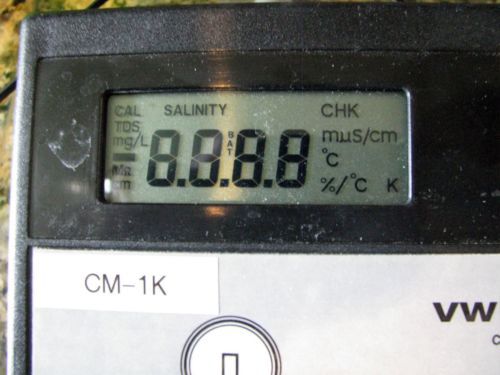 CAL SALINITY CHK
TDS mµS/cm
mg/L BAT °C
-8.8.8.8
MΩ %/°C K
cm
CM-1K
vw
c